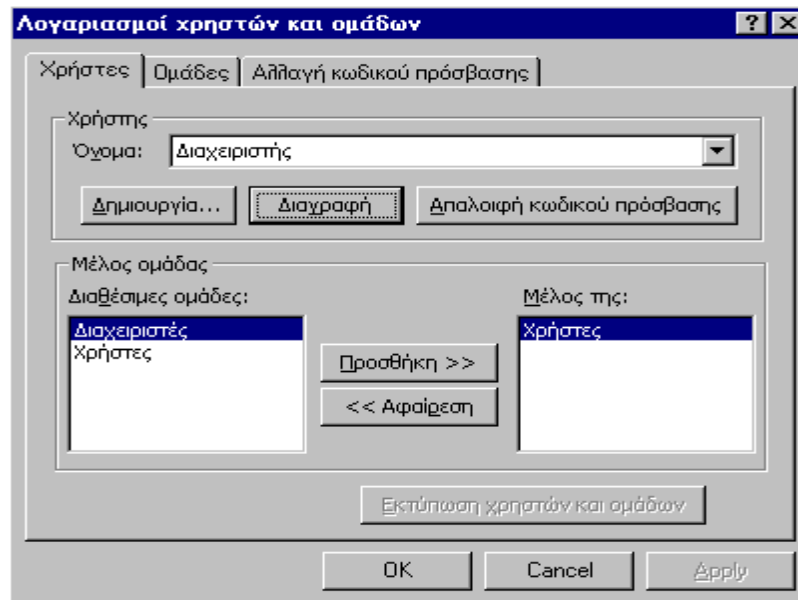 Λογαριασμοί χρηστών και ομάδων
Χρήστες Ομάδες Αλλαγή κωδικού πρόσβασης
Χρήστης
Όνομα: Διαχειριστής
Δημιουργία... Διαγραφή Απαλοιφή κωδικού πρόσβασης
Μέλος ομάδας
Διαθέσιμες ομάδες: Μέλος της:
Διαχειριστές Χρήστες
Χρήστες
Προσθήκη >>
<< Αφαίρεση
Εκτύπωση χρηστών και ομάδων
OK Cancel Apply